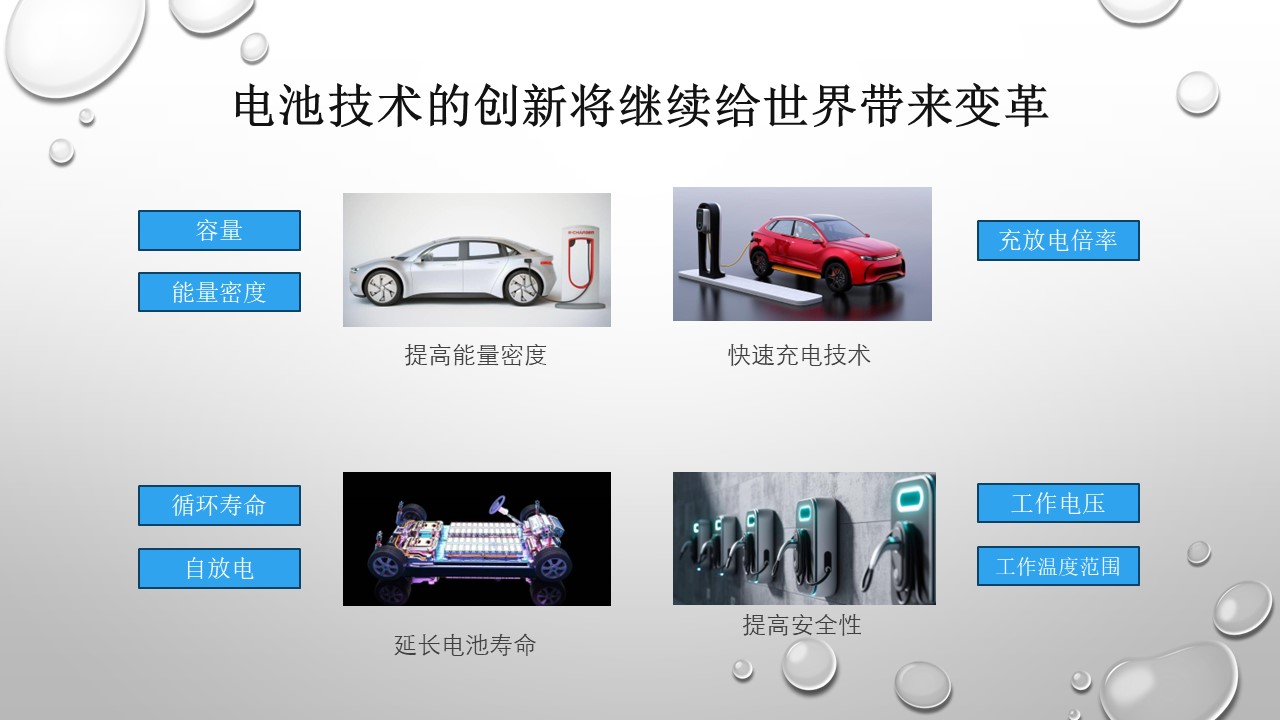 电池技术的创新将继续给世界带来变革
容量
能量密度
提高能量密度
快速充电技术
充放电倍率
循环寿命
自放电
延长电池寿命
提高安全性
工作电压
工作温度范围